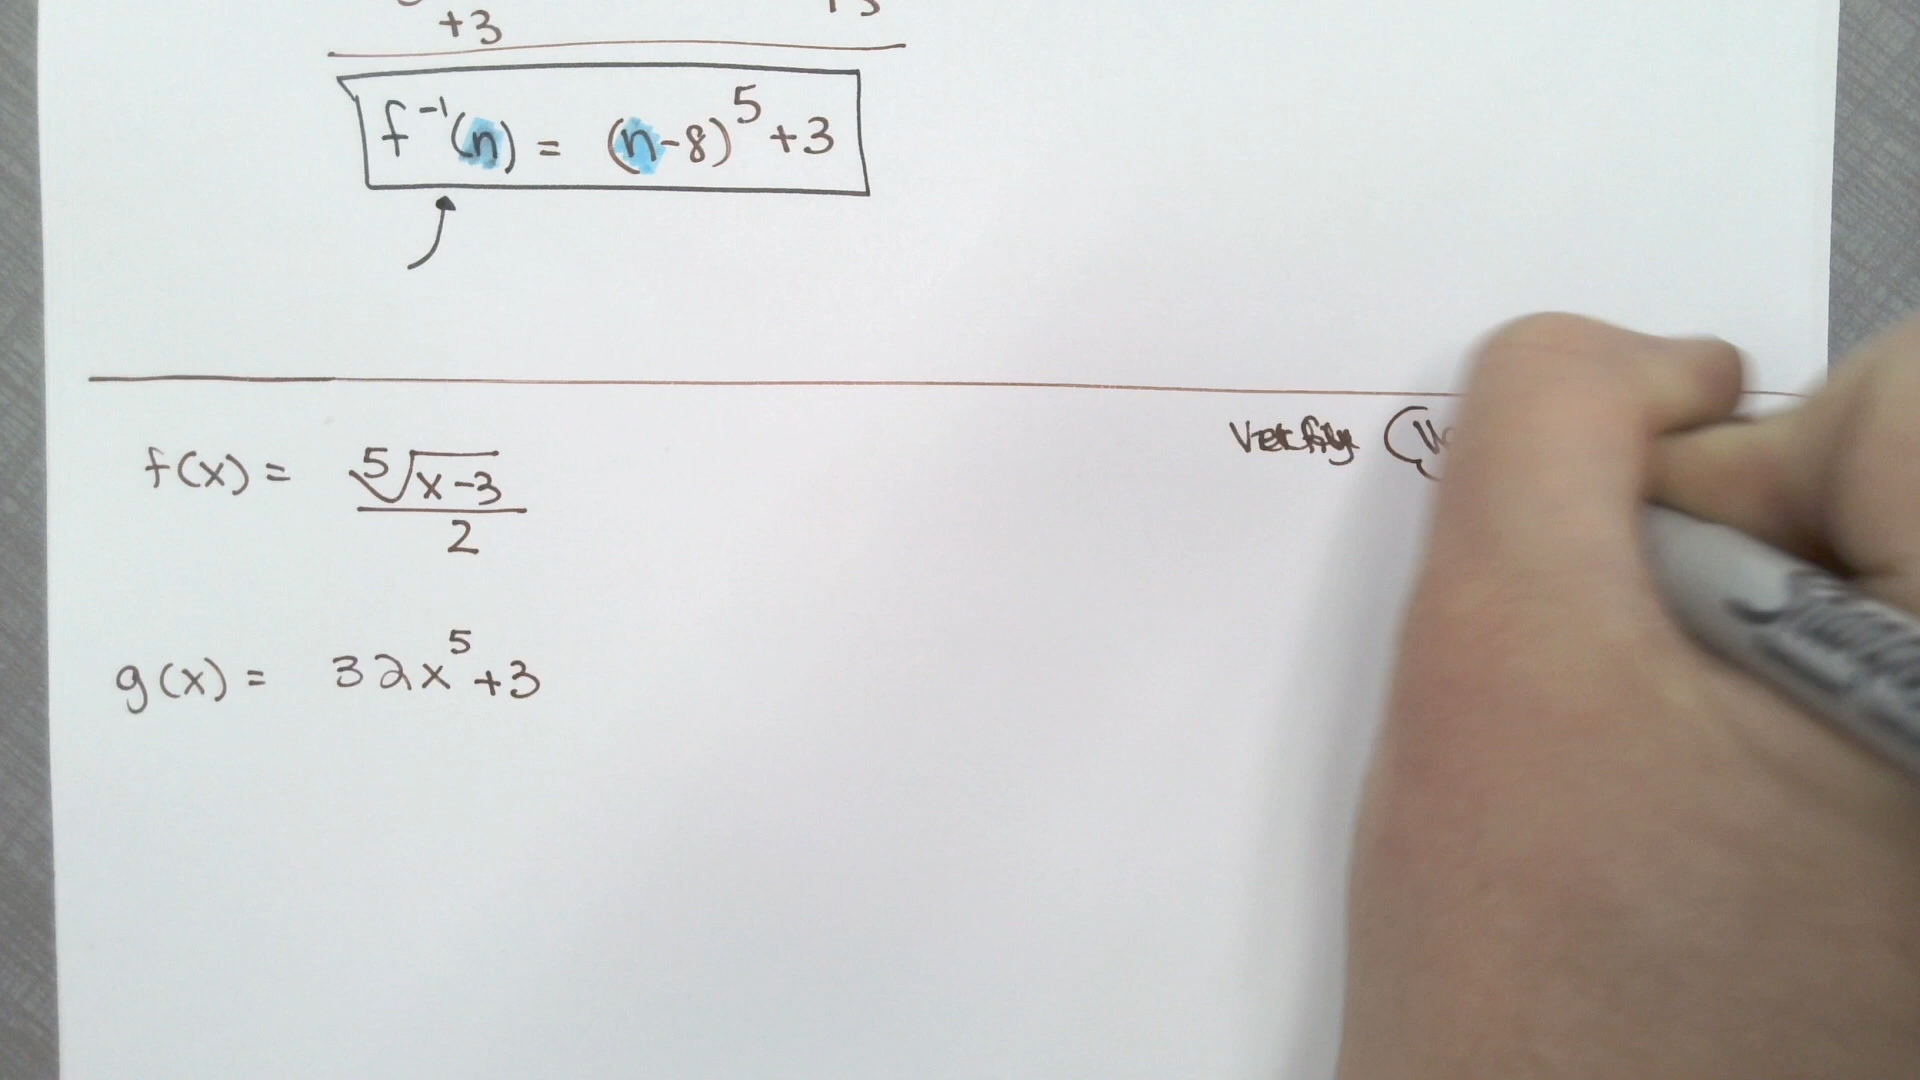 +3
f⁻¹(n) = (n-8)⁵+3
f(x) = ⁵√(x-3) / 2
Verify
g(x) = 32x⁵+3